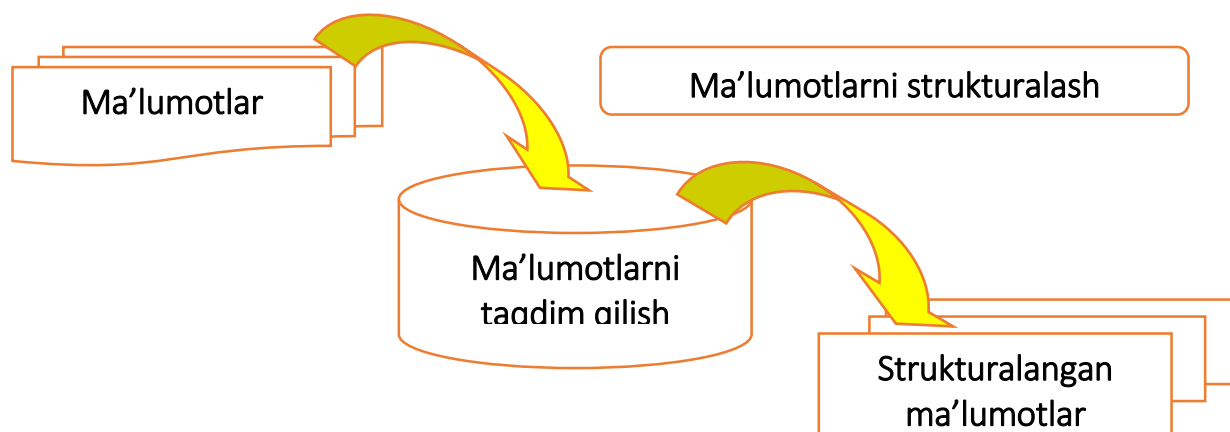 Ma’lumotlar
Ma’lumotlarni strukturalash
Ma’lumotlarni
taqdim qilish
Strukturalangan
ma’lumotlar